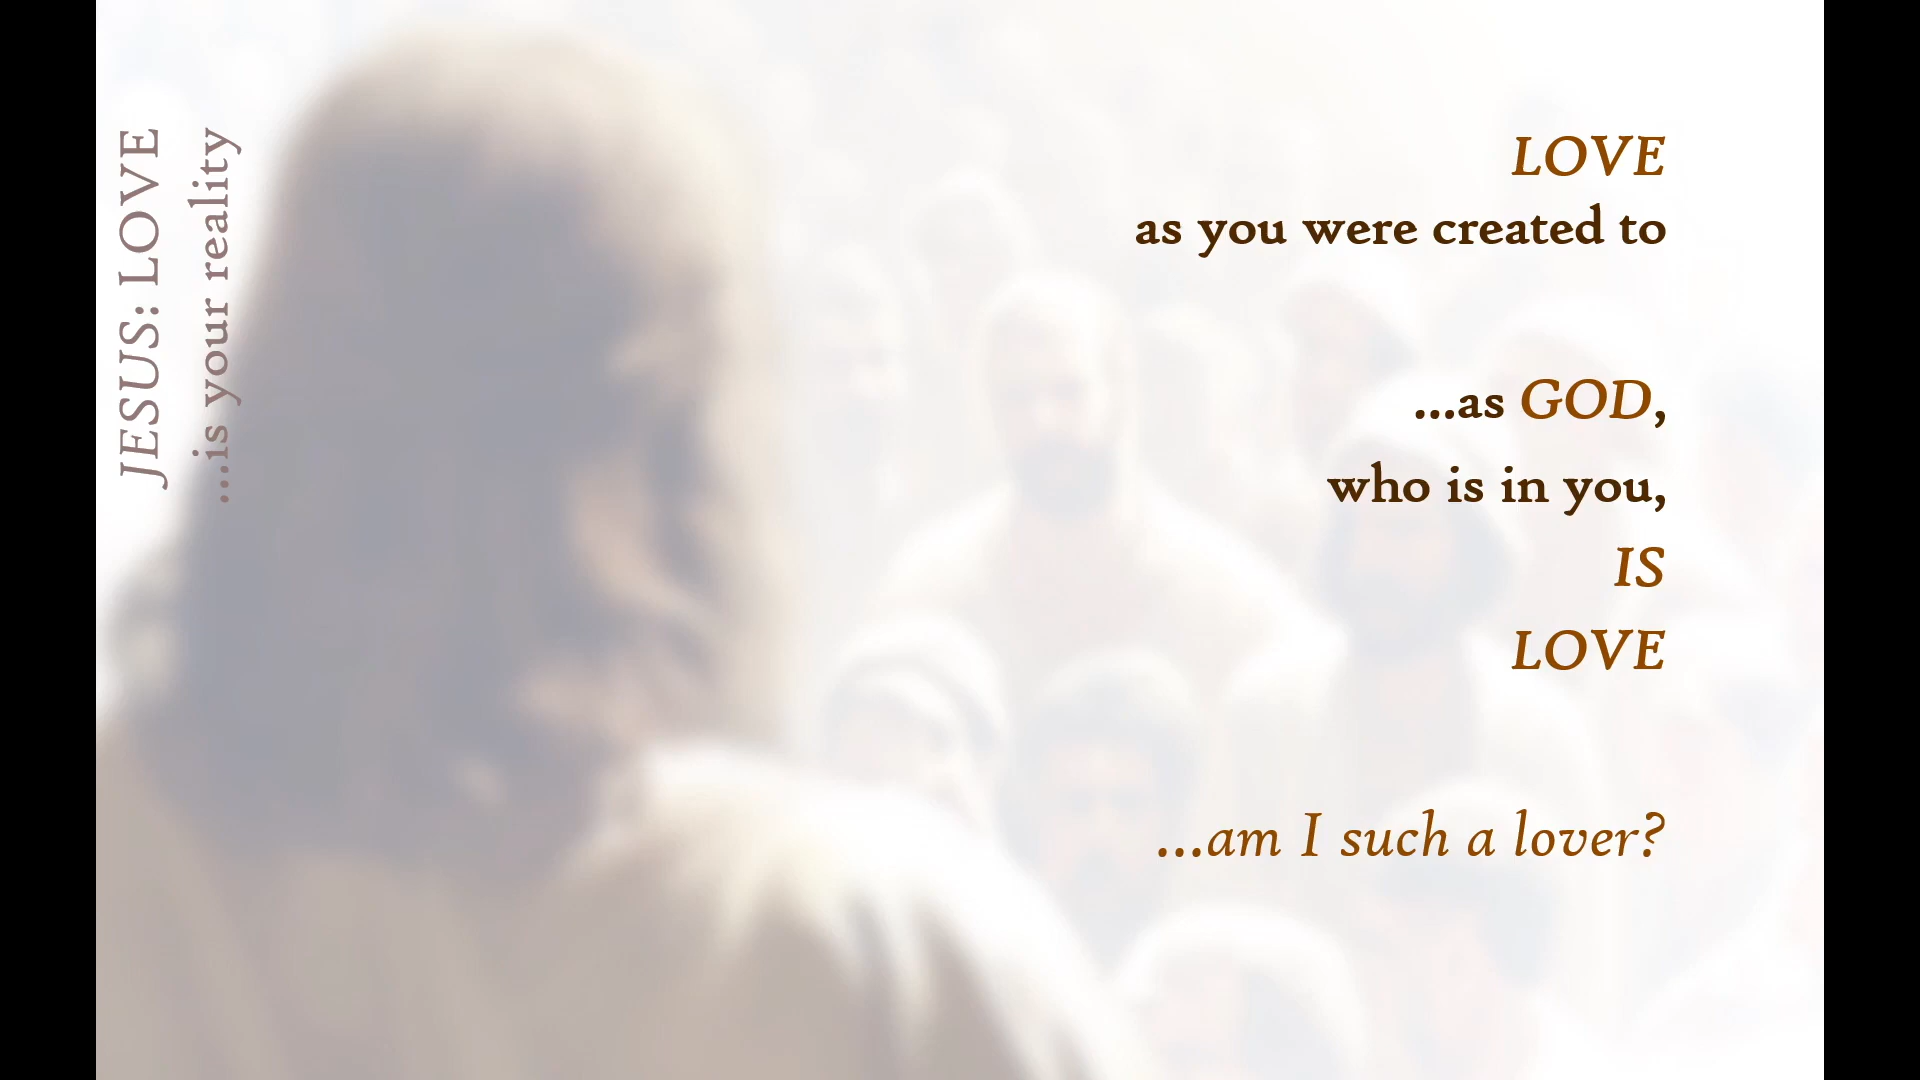 JESUS: LOVE
...is your reality
LOVE
as you were created to
...as GOD,
who is in you,
IS
LOVE
...am I such a lover?